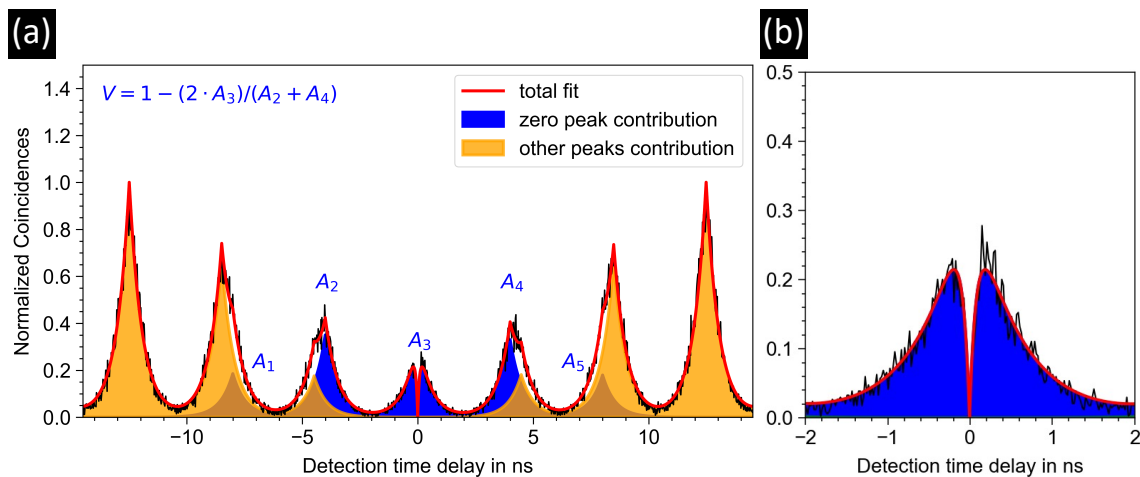 (a)
V = 1 − (2 · A₃)/(A₂ + A₄)
total fit
zero peak contribution
other peaks contribution
A₁
A₂
A₃
A₄
A₅
Normalized Coincidences
1.4
1.2
1.0
0.8
0.6
0.4
0.2
0.0
−10
−5
0
5
10
Detection time delay in ns
(b)
0.5
0.4
0.3
0.2
0.1
0.0
−2
−1
0
1
2
Detection time delay in ns